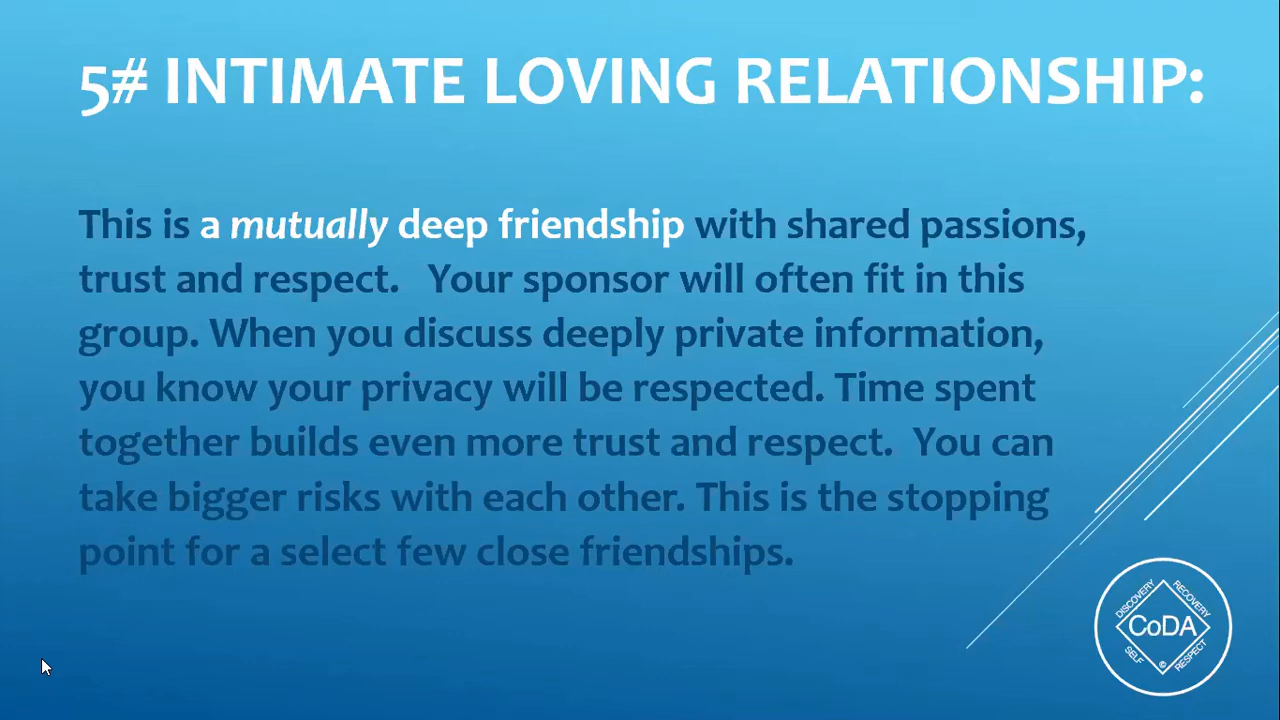 5# INTIMATE LOVING RELATIONSHIP:
This is a mutually deep friendship with shared passions,
trust and respect.   Your sponsor will often fit in this
group. When you discuss deeply private information,
you know your privacy will be respected. Time spent
together builds even more trust and respect.  You can
take bigger risks with each other. This is the stopping
point for a select few close friendships.
DISCOVERY
RECOVERY
CoDA
SELF
©
RESPECT